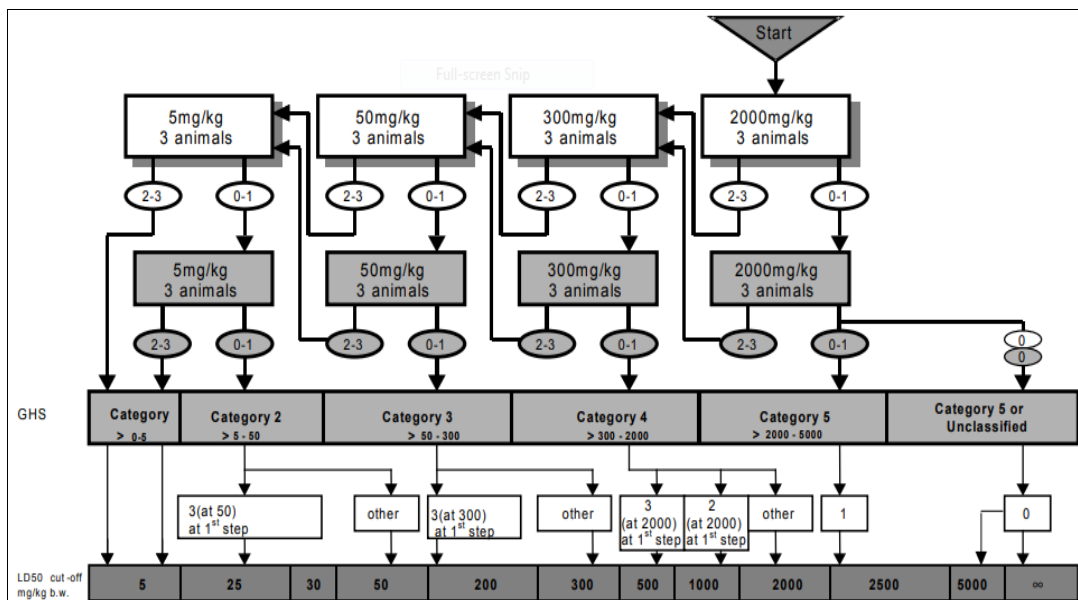 Start
Full-screen Snip
5mg/kg
3 animals
50mg/kg
3 animals
300mg/kg
3 animals
2000mg/kg
3 animals
2-3
0-1
2-3
0-1
2-3
0-1
2-3
0-1
5mg/kg
3 animals
50mg/kg
3 animals
300mg/kg
3 animals
2000mg/kg
3 animals
2-3
0-1
2-3
0-1
2-3
0-1
2-3
0-1
0
0
GHS
Category
> 0-5
Category 2
> 5 - 50
Category 3
> 50 - 300
Category 4
> 300 - 2000
Category 5
> 2000 - 5000
Category 5 or
Unclassified
3(at 50)
at 1st step
other
3(at 300)
at 1st step
other
3
(at 2000)
at 1st step
2
(at 2000)
at 1st step
other
1
0
LD50 cut-off
mg/kg b.w.
5
25
30
50
200
300
500
1000
2000
2500
5000
∞